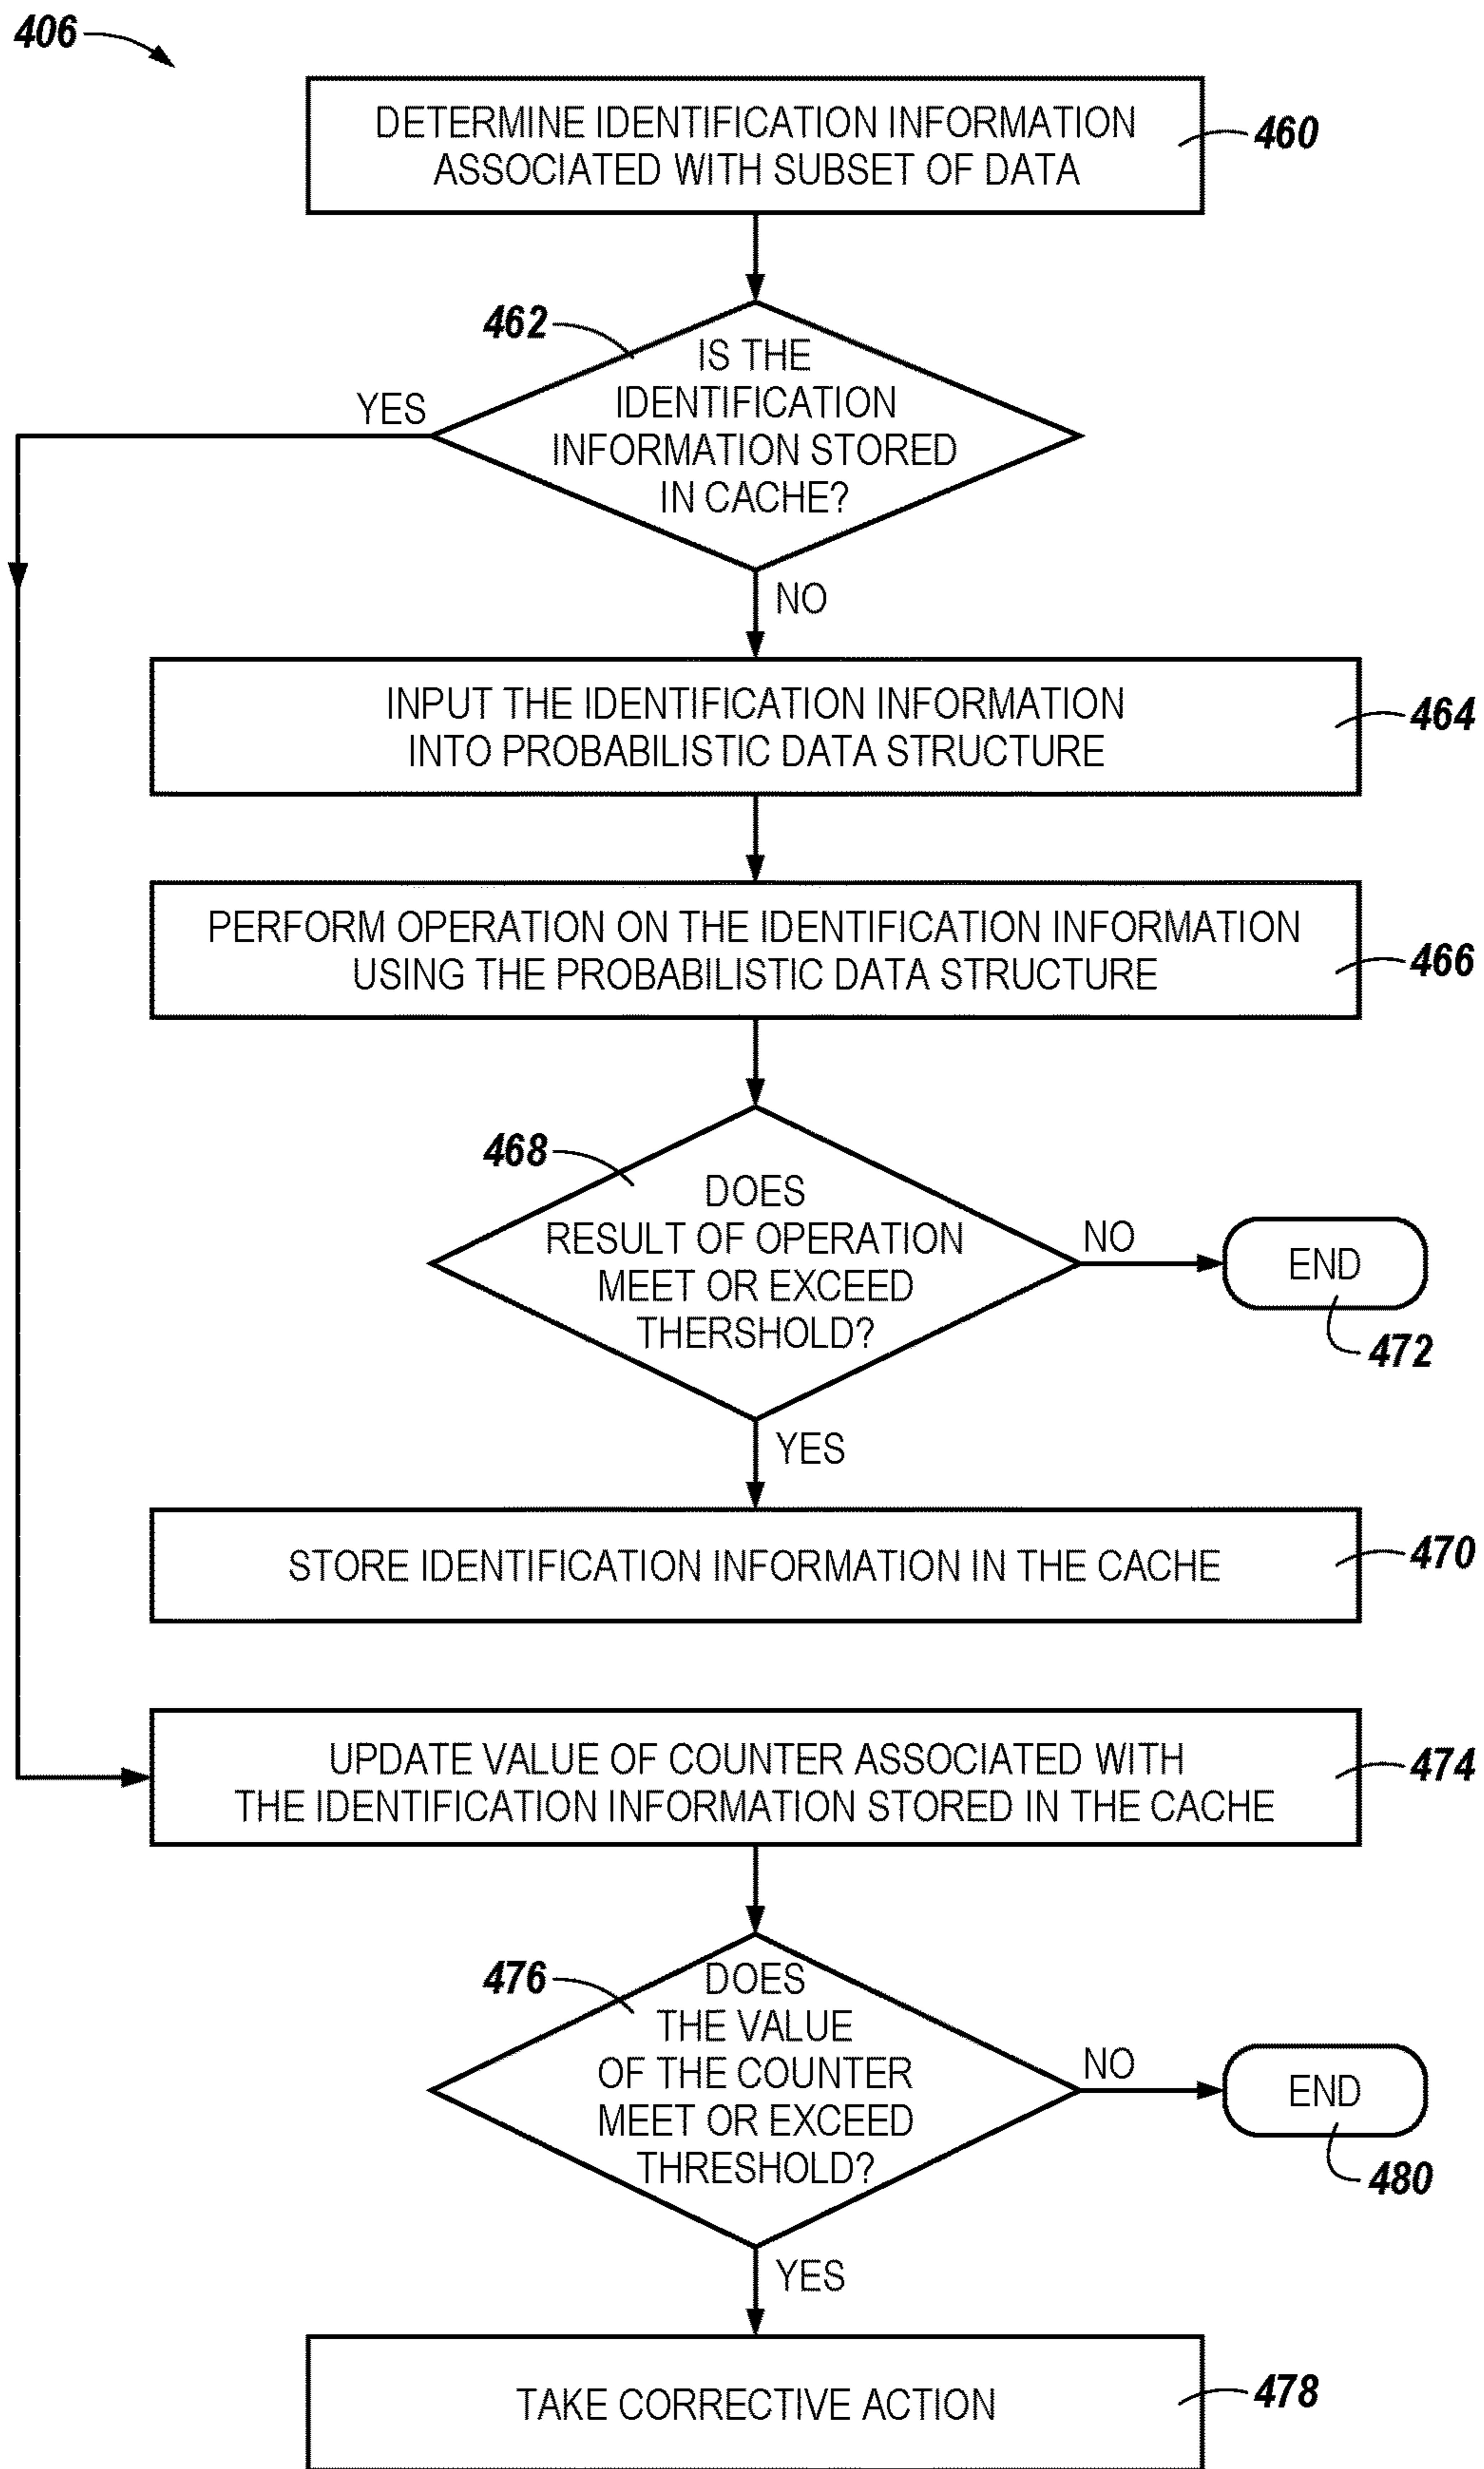 406
DETERMINE IDENTIFICATION INFORMATION
ASSOCIATED WITH SUBSET OF DATA
460
462
IS THE
IDENTIFICATION
INFORMATION STORED
IN CACHE?
YES
NO
INPUT THE IDENTIFICATION INFORMATION
INTO PROBABILISTIC DATA STRUCTURE
464
PERFORM OPERATION ON THE IDENTIFICATION INFORMATION
USING THE PROBABILISTIC DATA STRUCTURE
466
468
DOES
RESULT OF OPERATION
MEET OR EXCEED
THERSHOLD?
NO
END
472
YES
STORE IDENTIFICATION INFORMATION IN THE CACHE
470
UPDATE VALUE OF COUNTER ASSOCIATED WITH
THE IDENTIFICATION INFORMATION STORED IN THE CACHE
474
476
DOES
THE VALUE
OF THE COUNTER
MEET OR EXCEED
THRESHOLD?
NO
END
480
YES
TAKE CORRECTIVE ACTION
478